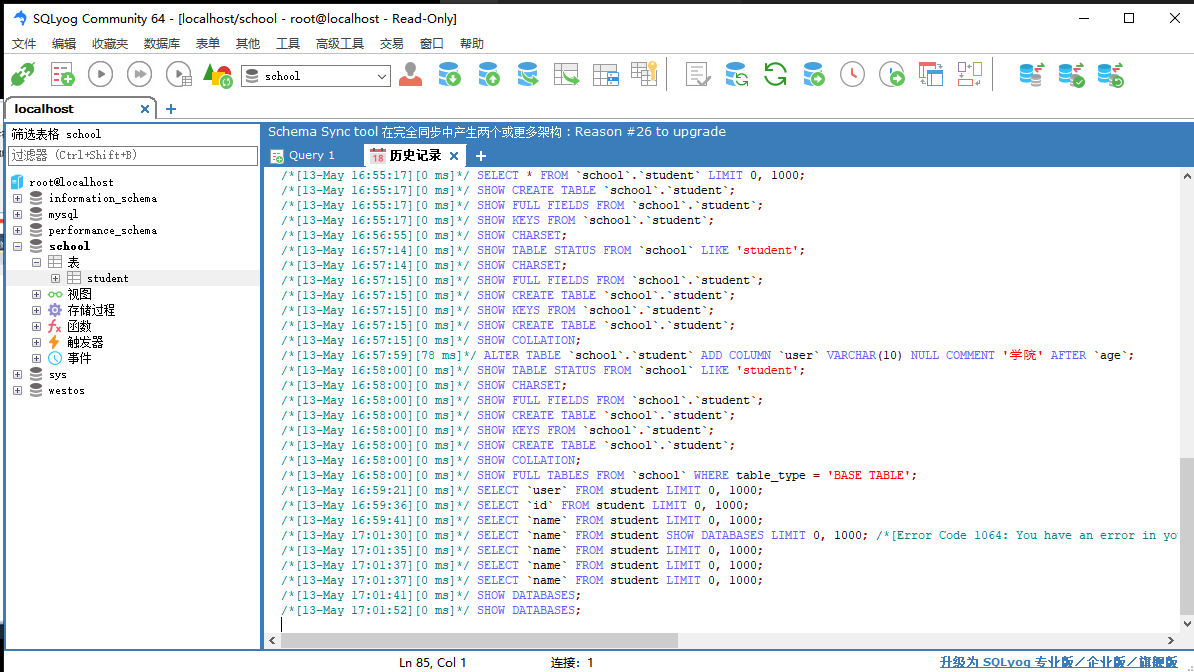 SQLyog Community 64 - [localhost/school - root@localhost - Read-Only]
文件 编辑 收藏夹 数据库 表单 其他 工具 高级工具 交易 窗口 帮助
school
localhost
筛选表格 school
过滤器 (Ctrl+Shift+B)
root@localhost
information_schema
mysql
performance_schema
school
表
student
视图
存储过程
函数
触发器
事件
sys
westos
Schema Sync tool 在完全同步中产生两个或更多架构 : Reason #26 to upgrade
Query 1 18 历史记录
/*[13-May 16:55:17][0 ms]*/ SELECT * FROM `school`.`student` LIMIT 0, 1000;
/*[13-May 16:55:17][0 ms]*/ SHOW CREATE TABLE `school`.`student`;
/*[13-May 16:55:17][0 ms]*/ SHOW FULL FIELDS FROM `school`.`student`;
/*[13-May 16:55:17][0 ms]*/ SHOW KEYS FROM `school`.`student`;
/*[13-May 16:56:55][0 ms]*/ SHOW CHARSET;
/*[13-May 16:57:14][0 ms]*/ SHOW TABLE STATUS FROM `school` LIKE 'student';
/*[13-May 16:57:14][0 ms]*/ SHOW CHARSET;
/*[13-May 16:57:15][0 ms]*/ SHOW FULL FIELDS FROM `school`.`student`;
/*[13-May 16:57:15][0 ms]*/ SHOW CREATE TABLE `school`.`student`;
/*[13-May 16:57:15][0 ms]*/ SHOW KEYS FROM `school`.`student`;
/*[13-May 16:57:15][0 ms]*/ SHOW CREATE TABLE `school`.`student`;
/*[13-May 16:57:15][0 ms]*/ SHOW COLLATION;
/*[13-May 16:57:59][78 ms]*/ ALTER TABLE `school`.`student` ADD COLUMN `user` VARCHAR(10) NULL COMMENT '学院' AFTER `age`;
/*[13-May 16:58:00][0 ms]*/ SHOW TABLE STATUS FROM `school` LIKE 'student';
/*[13-May 16:58:00][0 ms]*/ SHOW CHARSET;
/*[13-May 16:58:00][0 ms]*/ SHOW FULL FIELDS FROM `school`.`student`;
/*[13-May 16:58:00][0 ms]*/ SHOW CREATE TABLE `school`.`student`;
/*[13-May 16:58:00][0 ms]*/ SHOW KEYS FROM `school`.`student`;
/*[13-May 16:58:00][0 ms]*/ SHOW CREATE TABLE `school`.`student`;
/*[13-May 16:58:00][0 ms]*/ SHOW COLLATION;
/*[13-May 16:58:00][0 ms]*/ SHOW FULL TABLES FROM `school` WHERE table_type = 'BASE TABLE';
/*[13-May 16:59:21][0 ms]*/ SELECT `user` FROM student LIMIT 0, 1000;
/*[13-May 16:59:36][0 ms]*/ SELECT `id` FROM student LIMIT 0, 1000;
/*[13-May 16:59:41][0 ms]*/ SELECT `name` FROM student LIMIT 0, 1000;
/*[13-May 17:01:30][0 ms]*/ SELECT `name` FROM student SHOW DATABASES LIMIT 0, 1000; /*[Error Code 1064: You have an error in yo
/*[13-May 17:01:35][0 ms]*/ SELECT `name` FROM student LIMIT 0, 1000;
/*[13-May 17:01:37][0 ms]*/ SELECT `name` FROM student LIMIT 0, 1000;
/*[13-May 17:01:37][0 ms]*/ SELECT `name` FROM student LIMIT 0, 1000;
/*[13-May 17:01:41][0 ms]*/ SHOW DATABASES;
/*[13-May 17:01:52][0 ms]*/ SHOW DATABASES;
Ln 85, Col 1 连接: 1 升级为 SQLyog 专业版/企业版/旗舰版